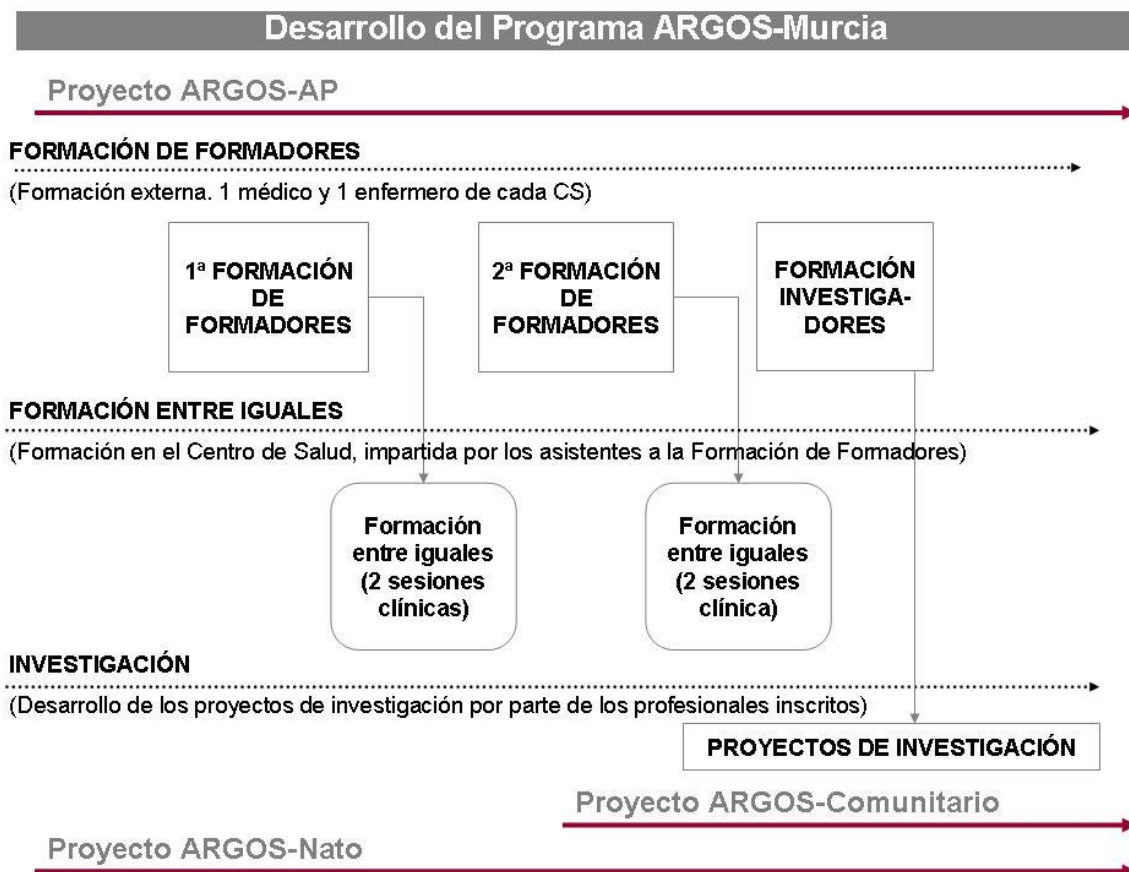 Desarrollo del Programa ARGOS-Murcia
Proyecto ARGOS-AP
FORMACIÓN DE FORMADORES
(Formación externa. 1 médico y 1 enfermero de cada CS)
1ª FORMACIÓN
DE
FORMADORES
2ª FORMACIÓN
DE
FORMADORES
FORMACIÓN
INVESTIGA-
DORES
FORMACIÓN ENTRE IGUALES
(Formación en el Centro de Salud, impartida por los asistentes a la Formación de Formadores)
Formación
entre iguales
(2 sesiones
clínicas)
Formación
entre iguales
(2 sesiones
clínica)
INVESTIGACIÓN
(Desarrollo de los proyectos de investigación por parte de los profesionales inscritos)
PROYECTOS DE INVESTIGACIÓN
Proyecto ARGOS-Comunitario
Proyecto ARGOS-Nato